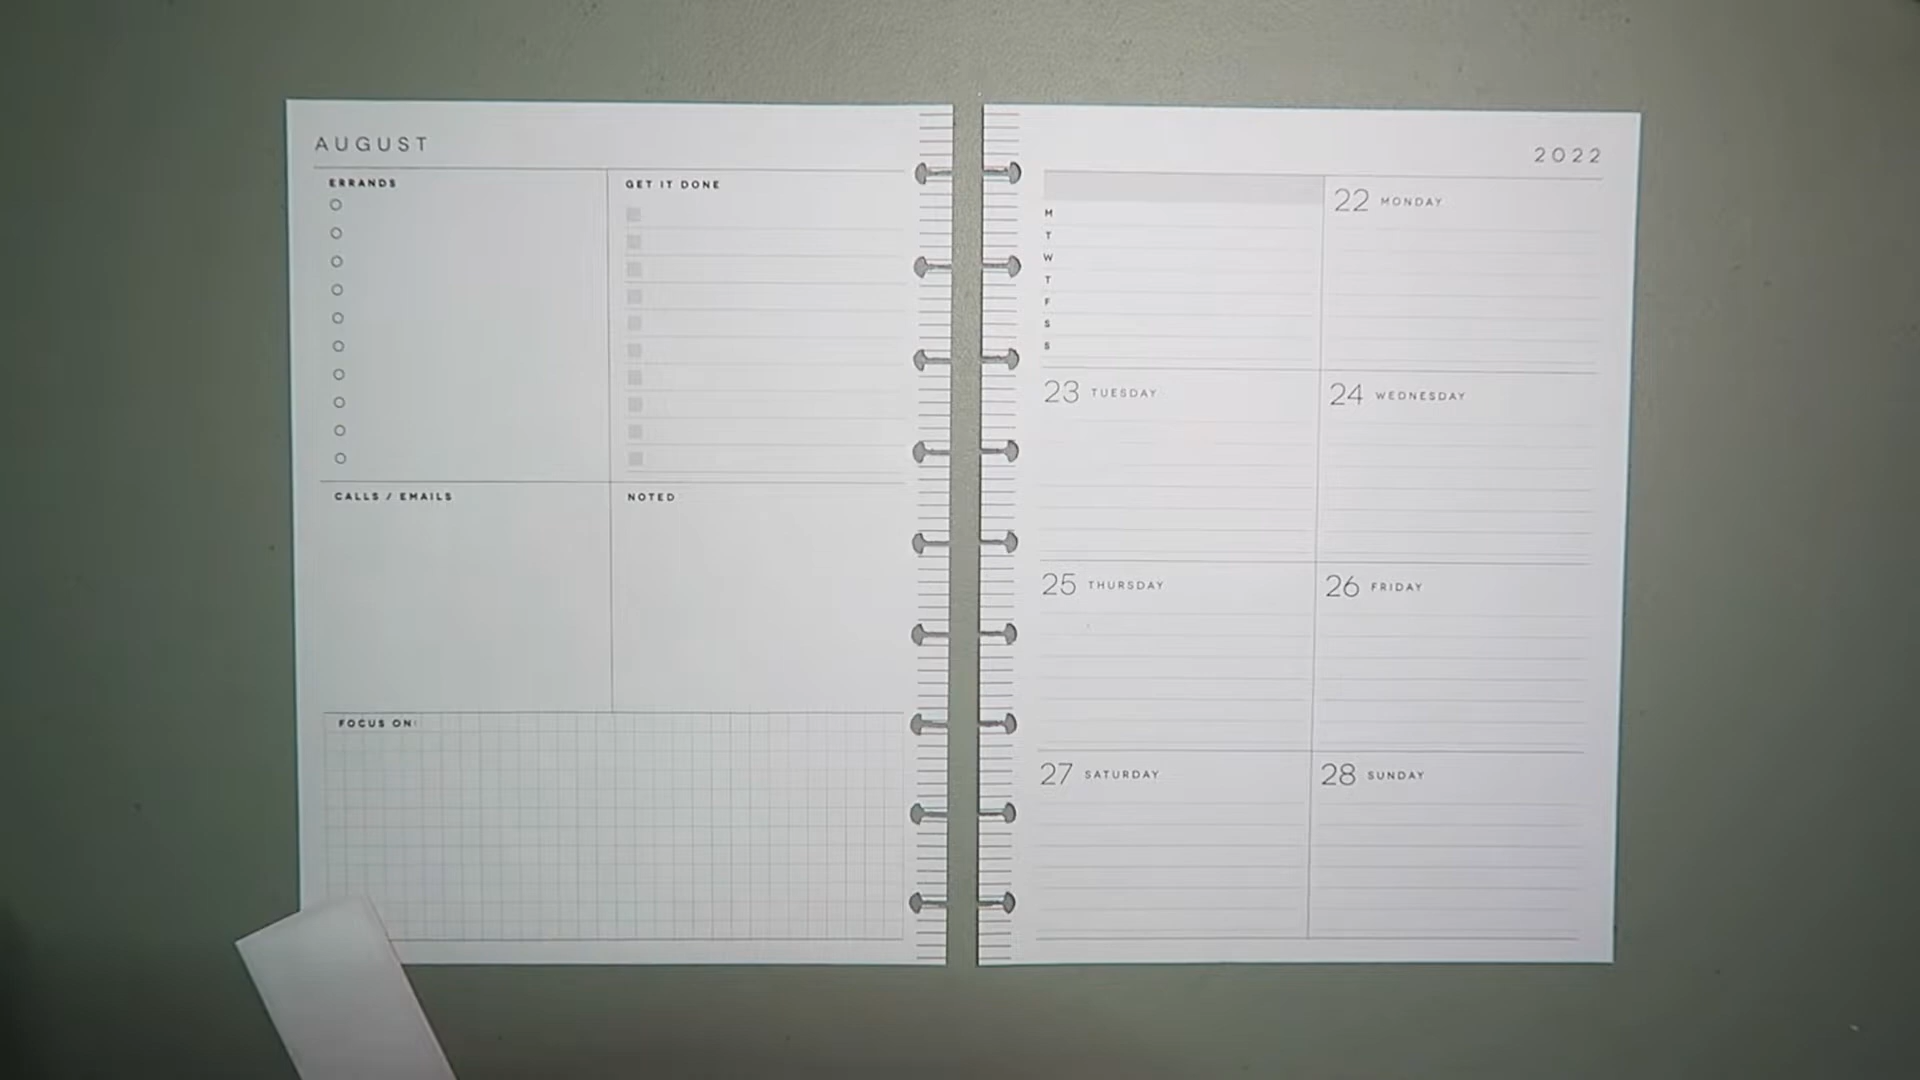 AUGUST
ERRANDS
GET IT DONE
CALLS / EMAILS
NOTED
FOCUS ON:
2022
M
T
W
T
F
S
S
22 MONDAY
23 TUESDAY
24 WEDNESDAY
25 THURSDAY
26 FRIDAY
27 SATURDAY
28 SUNDAY